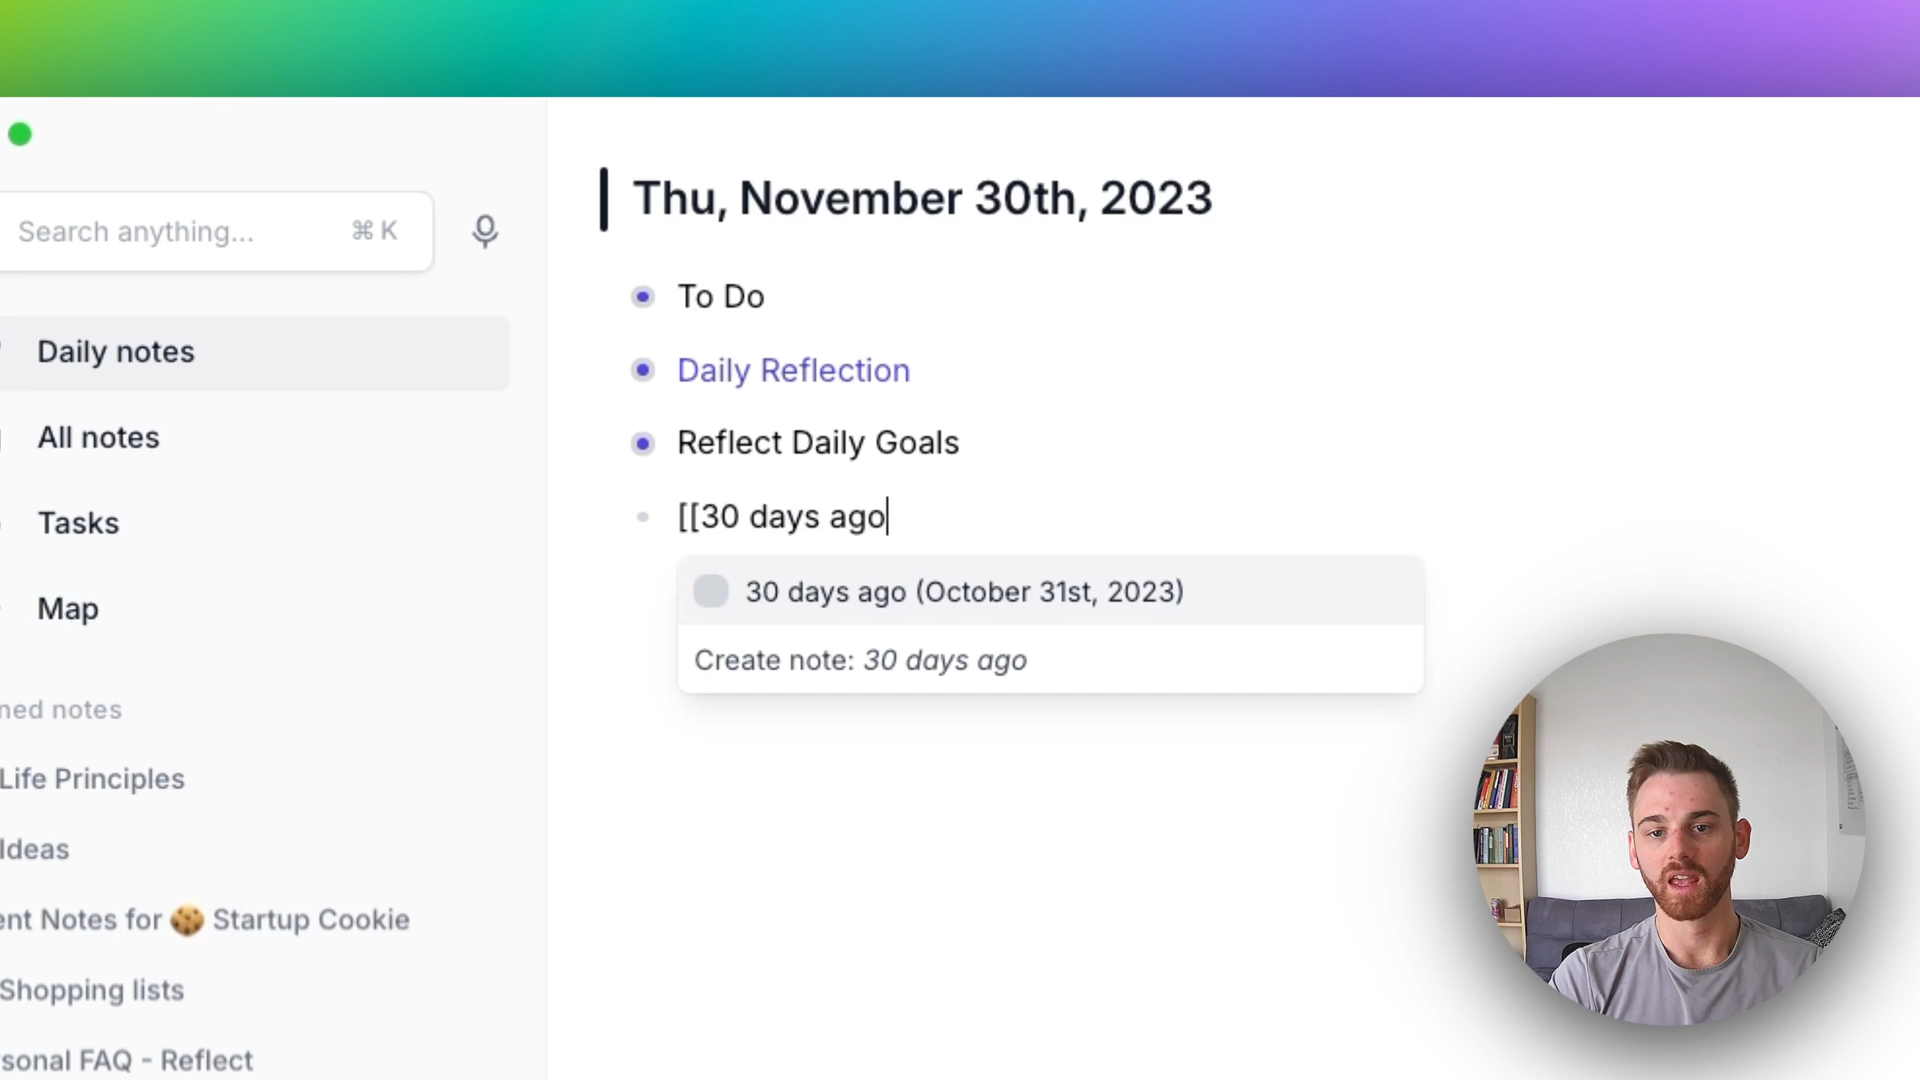 Search anything... ⌘ K
Daily notes
All notes
Tasks
Map
ned notes
Life Principles
Ideas
ent Notes for 🍪 Startup Cookie
Shopping lists
rsonal FAQ - Reflect
Thu, November 30th, 2023
To Do
Daily Reflection
Reflect Daily Goals
[[30 days ago
30 days ago (October 31st, 2023)
Create note: 30 days ago